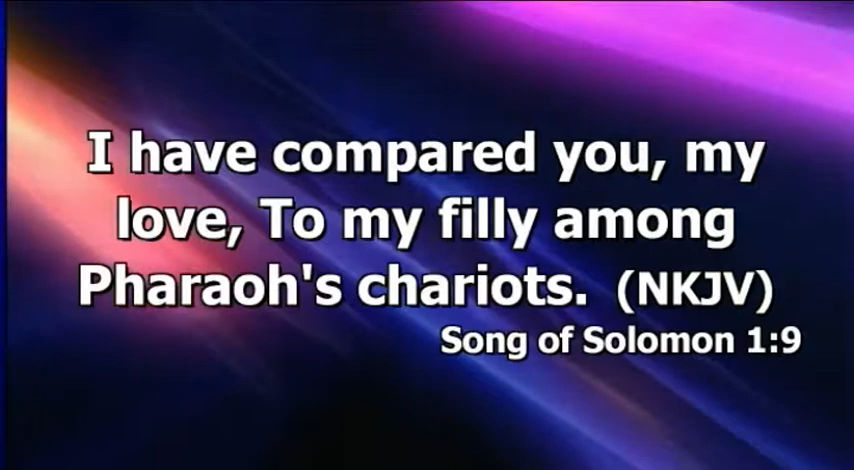 I have compared you, my
love, To my filly among
Pharaoh's chariots. (NKJV)
Song of Solomon 1:9